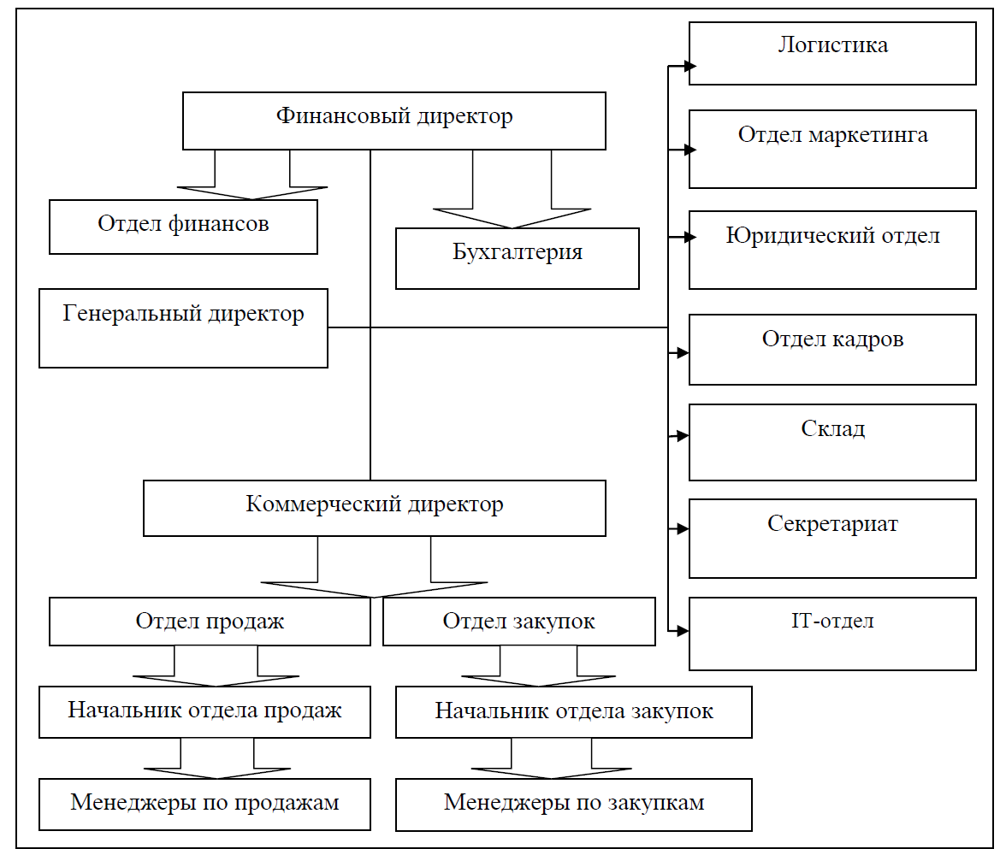 Логистика
Финансовый директор
Отдел маркетинга
Отдел финансов
Юридический отдел
Бухгалтерия
Генеральный директор
Отдел кадров
Склад
Коммерческий директор
Секретариат
Отдел продаж
Отдел закупок
IT-отдел
Начальник отдела продаж
Начальник отдела закупок
Менеджеры по продажам
Менеджеры по закупкам